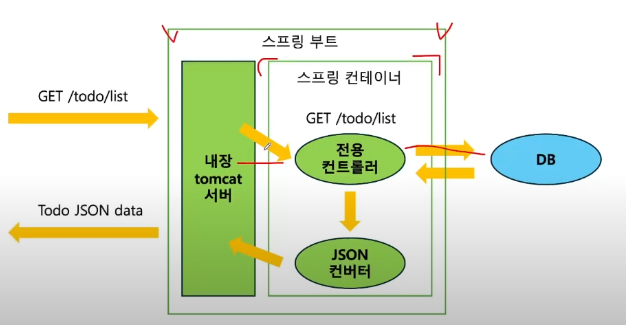 스프링 부트
스프링 컨테이너
GET /todo/list
GET /todo/list
내장
tomcat
서버
전용
컨트롤러
DB
Todo JSON data
JSON
컨버터